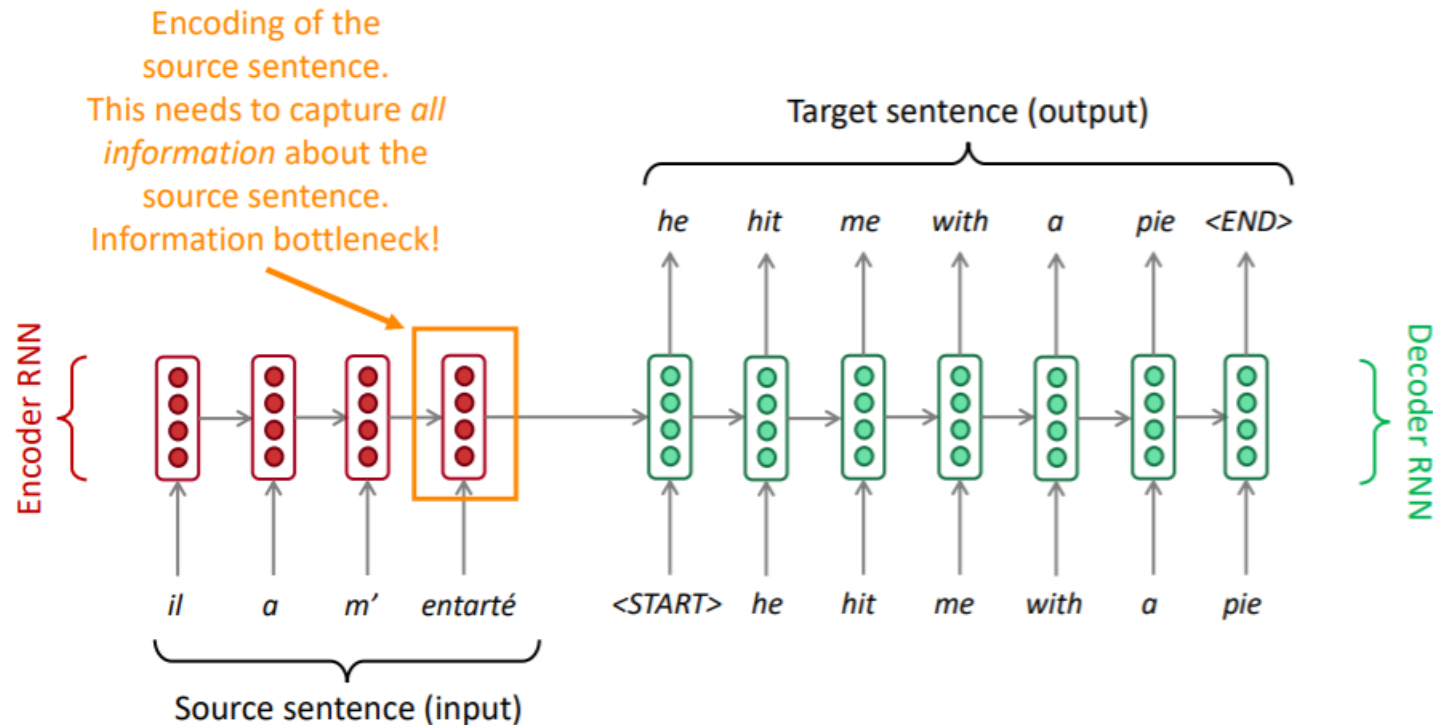 Encoding of the
source sentence.
This needs to capture all
information about the
source sentence.
Information bottleneck!
Target sentence (output)
he hit me with a pie <END>
Encoder RNN
Decoder RNN
il a m' entarté
<START> he hit me with a pie
Source sentence (input)